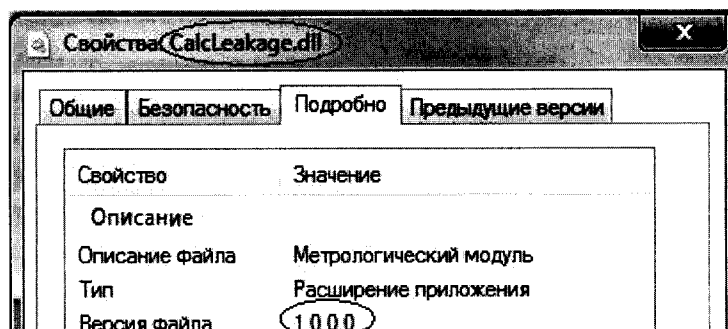 Свойства: CalcLeakage.dll
X
Общие Безопасность Подробно Предыдущие версии
Свойство Значение
Описание
Описание файла Метрологический модуль
Тип Расширение приложения
Версия файла 1 0 0 0